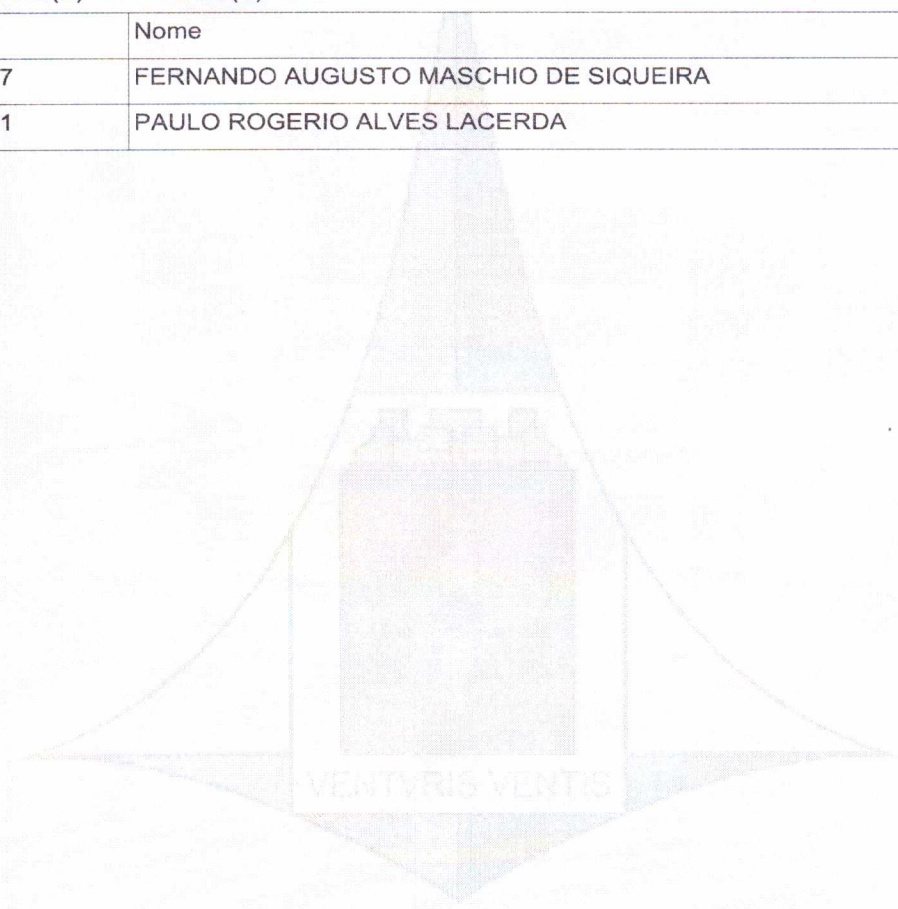 Nome
7 FERNANDO AUGUSTO MASCHIO DE SIQUEIRA
1 PAULO ROGERIO ALVES LACERDA
VENTVRIS VENTIS